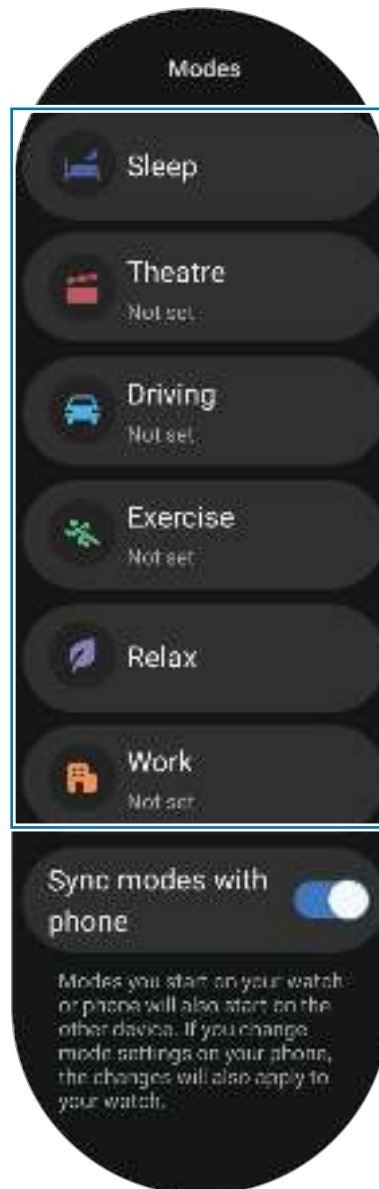 Modes
Sleep
Theatre
Not set
Driving
Not set
Exercise
Not set
Relax
Work
Not set
Sync modes with
phone
Modes you start on your watch
or phone will also start on the
other device. If you change
mode settings on your phone,
the changes will also apply to
your watch.